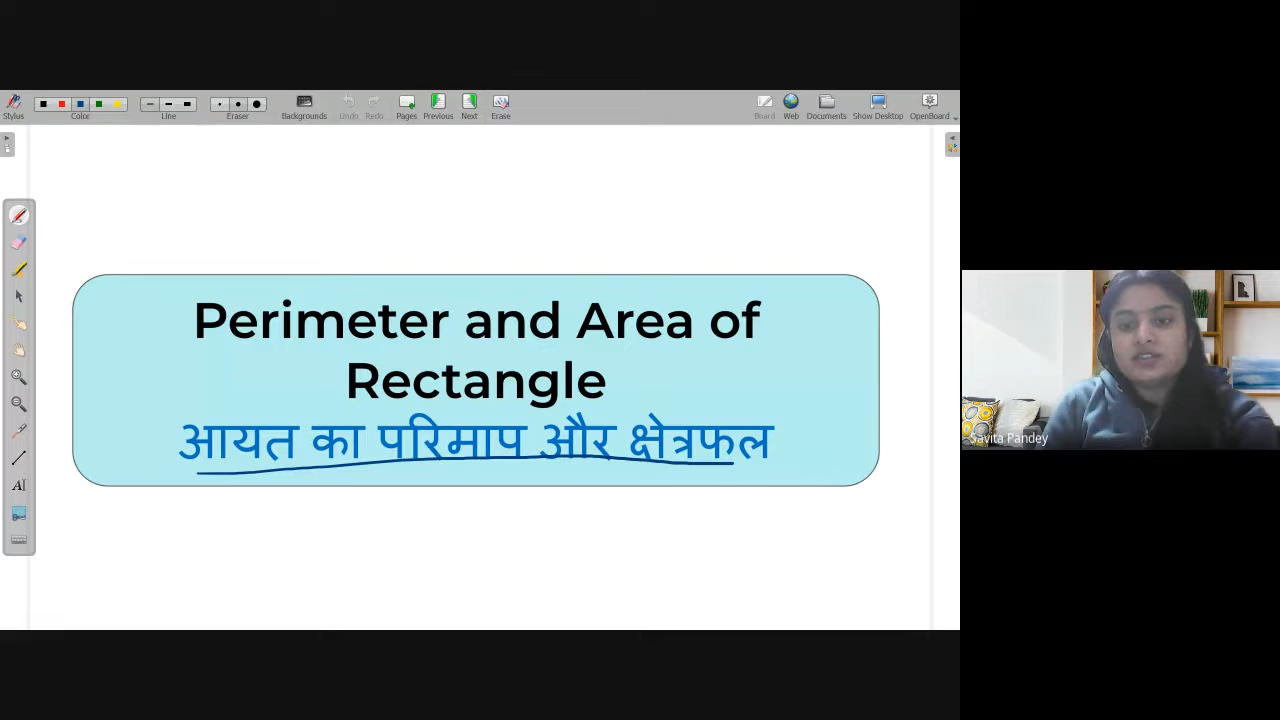 Stylus
Color
Line
Eraser
Backgrounds
Undo
Redo
Pages
Previous
Next
Erase
Board
Web
Documents
Show Desktop
OpenBoard
Perimeter and Area of
Rectangle
आयत का परिमाप और क्षेत्रफल
Savita Pandey